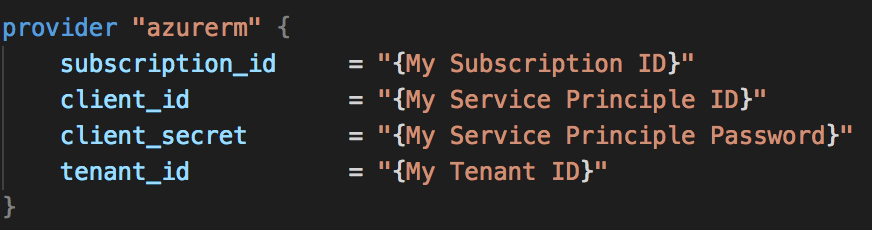 provider "azurerm" {
    subscription_id     = "{My Subscription ID}"
    client_id           = "{My Service Principle ID}"
    client_secret       = "{My Service Principle Password}"
    tenant_id           = "{My Tenant ID}"
}